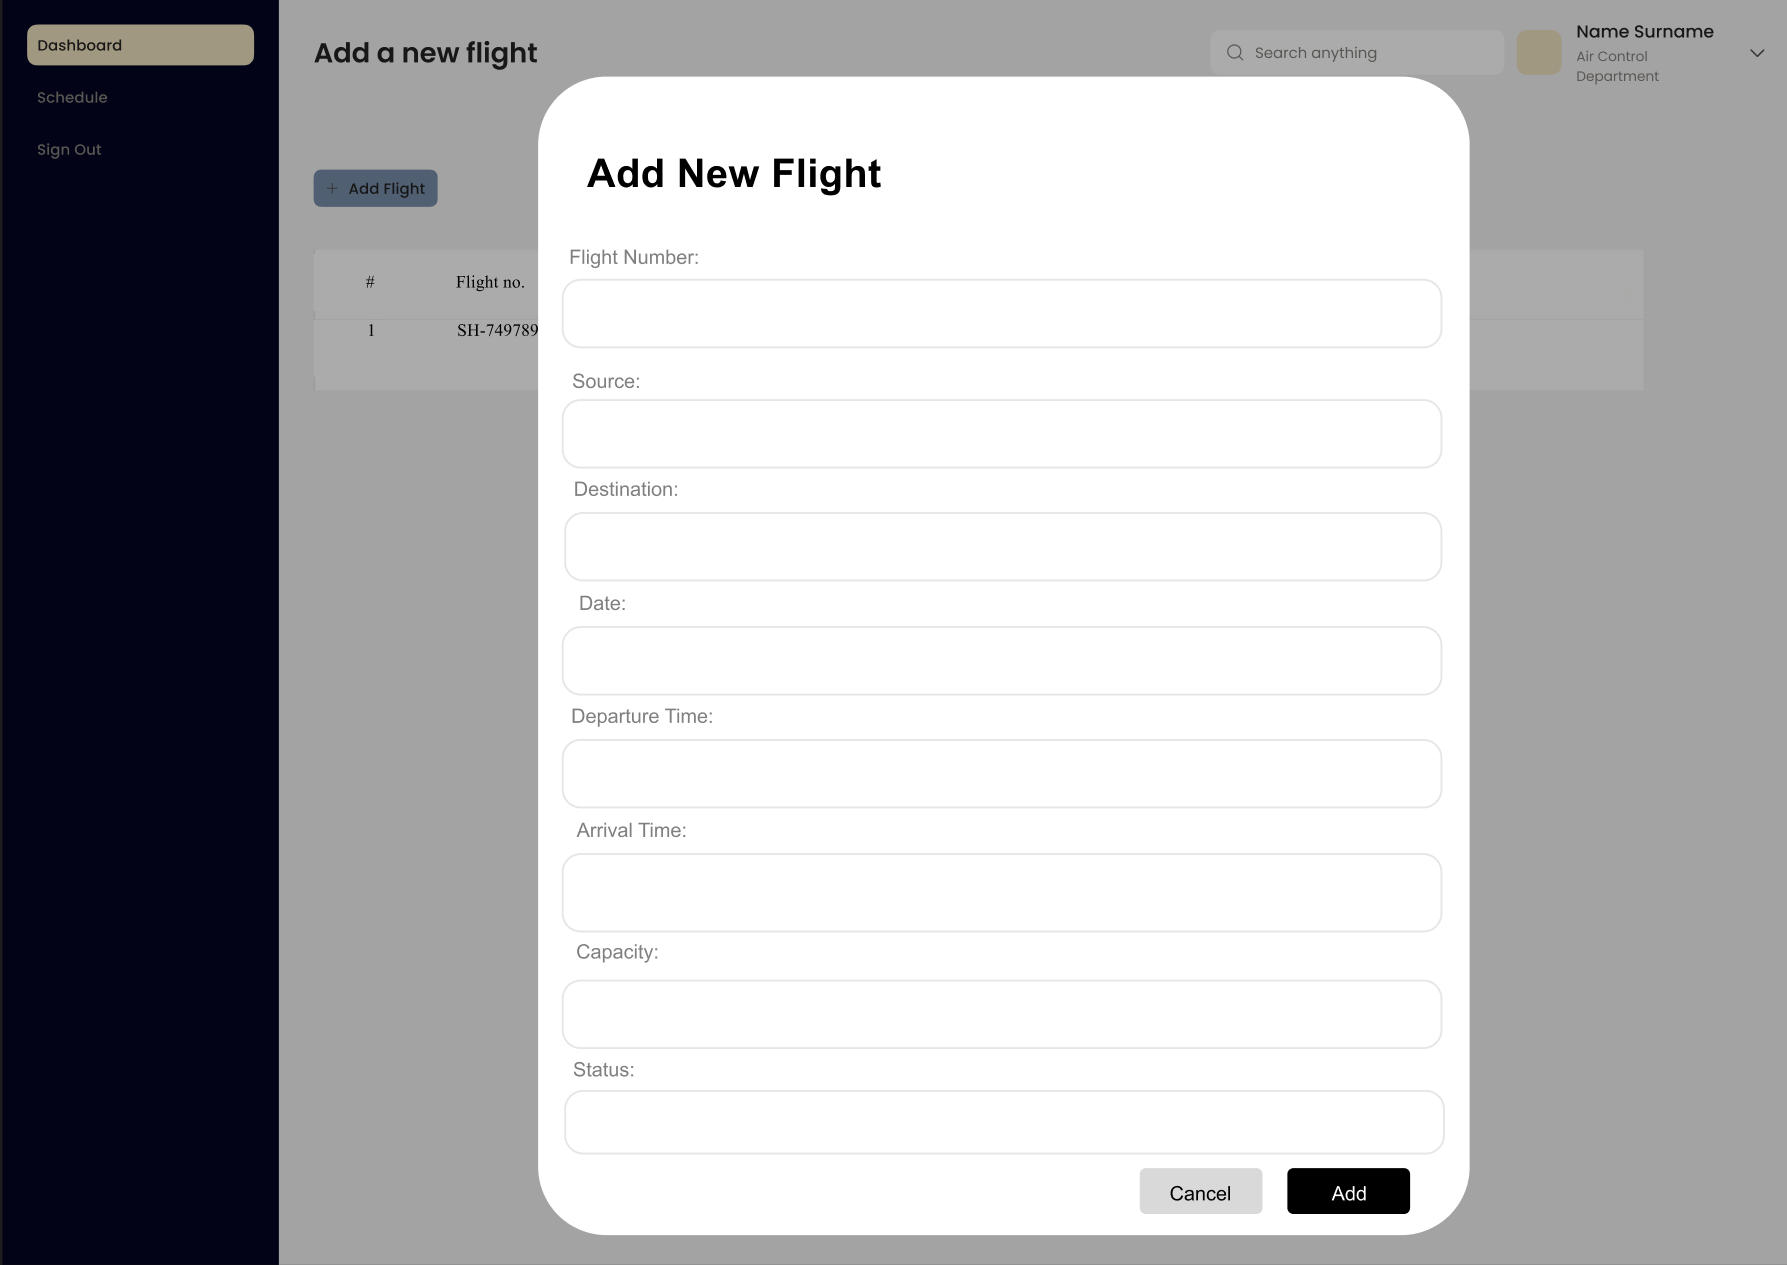 Dashboard
Schedule
Sign Out
Add a new flight
Search anything
Name Surname
Air Control
Department
+ Add Flight
# Flight no.
1 SH-749789
Add New Flight
Flight Number:
Source:
Destination:
Date:
Departure Time:
Arrival Time:
Capacity:
Status:
Cancel Add